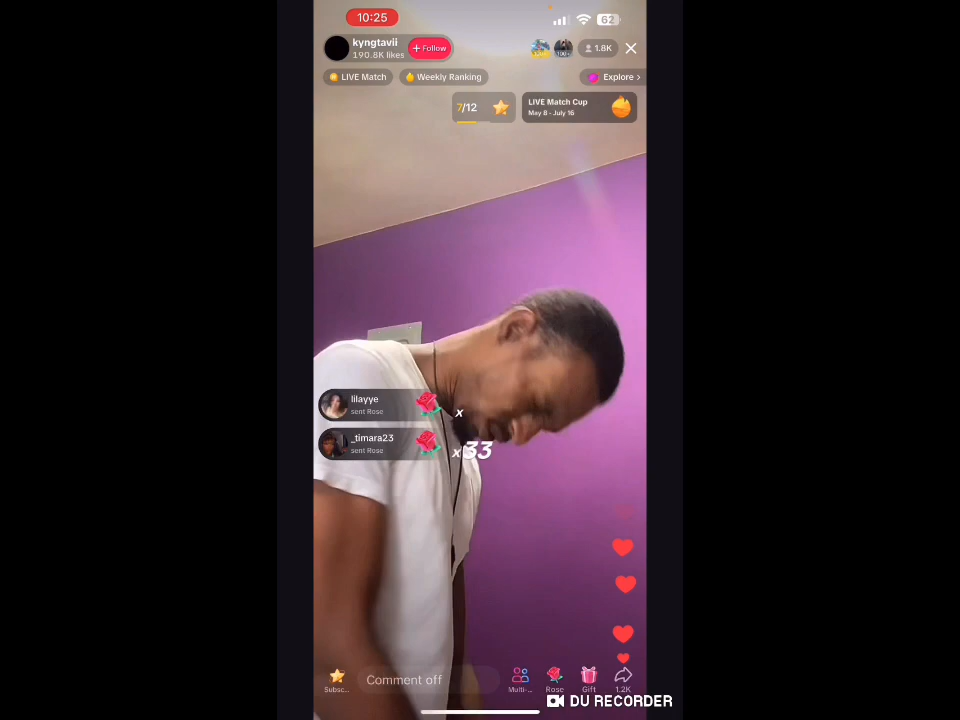 10:25
62
kyngtavii
190.8K likes
+ Follow
1.8K
LIVE Match
Weekly Ranking
Explore >
7/12
LIVE Match Cup
May 8 - July 16
lilayye
sent Rose
x
_timara23
sent Rose
x33
Subsc...
Comment off
Multi-...
Rose
Gift
1.2K
DU RECORDER